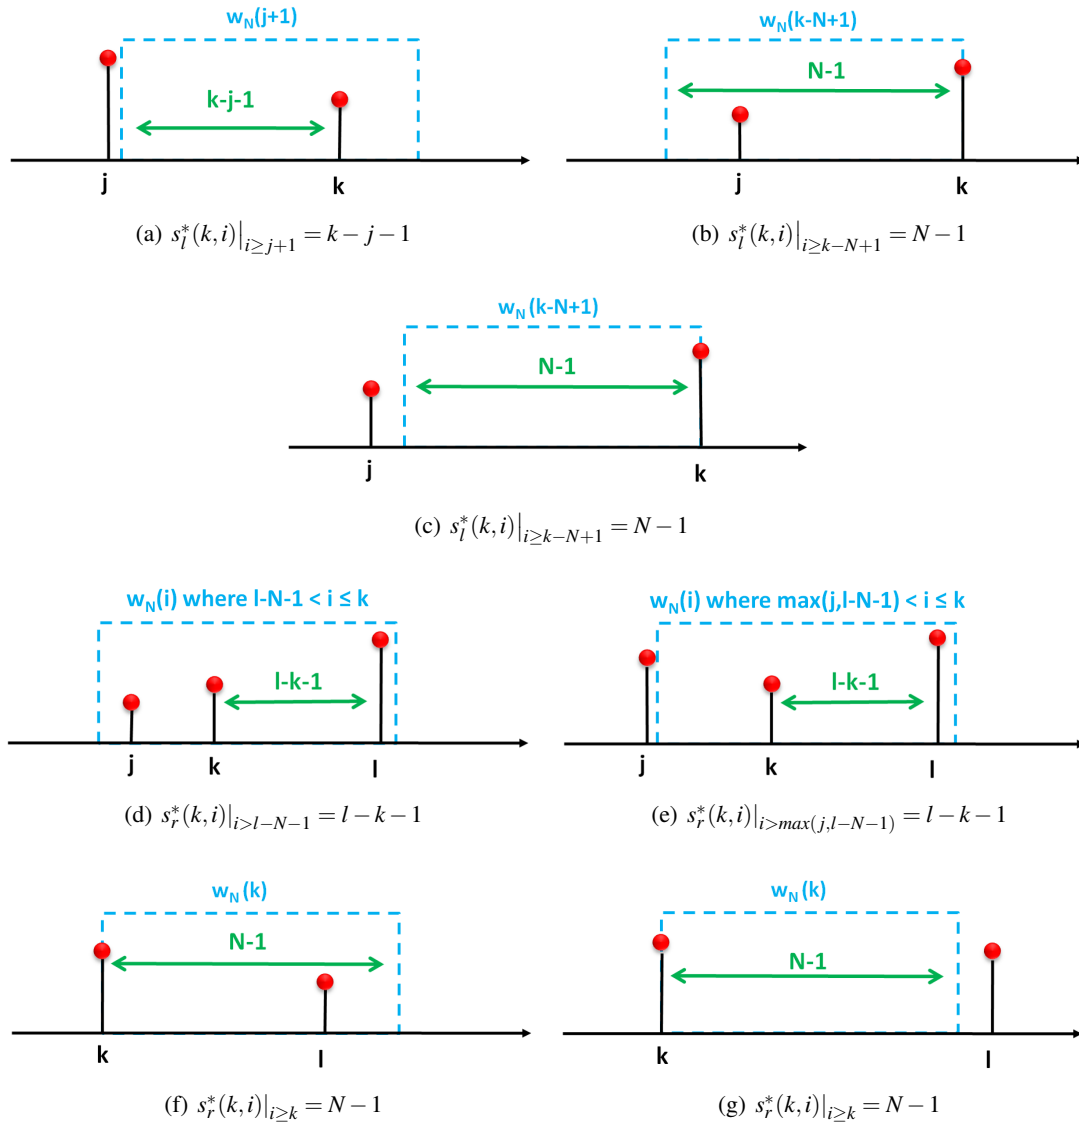 w_N(j+1)
k-j-1
j
k
(a) s_l^*(k,i)|_{i≥j+1} = k − j − 1
w_N(k-N+1)
N-1
j
k
(b) s_l^*(k,i)|_{i≥k−N+1} = N − 1
w_N(k-N+1)
N-1
j
k
(c) s_l^*(k,i)|_{i≥k−N+1} = N − 1
w_N(i) where l-N-1 < i ≤ k
l-k-1
j
k
l
(d) s_r^*(k,i)|_{i>l−N−1} = l − k − 1
w_N(i) where max(j,l-N-1) < i ≤ k
l-k-1
j
k
l
(e) s_r^*(k,i)|_{i>max(j,l−N−1)} = l − k − 1
w_N(k)
N-1
k
l
(f) s_r^*(k,i)|_{i≥k} = N − 1
w_N(k)
N-1
k
l
(g) s_r^*(k,i)|_{i≥k} = N − 1